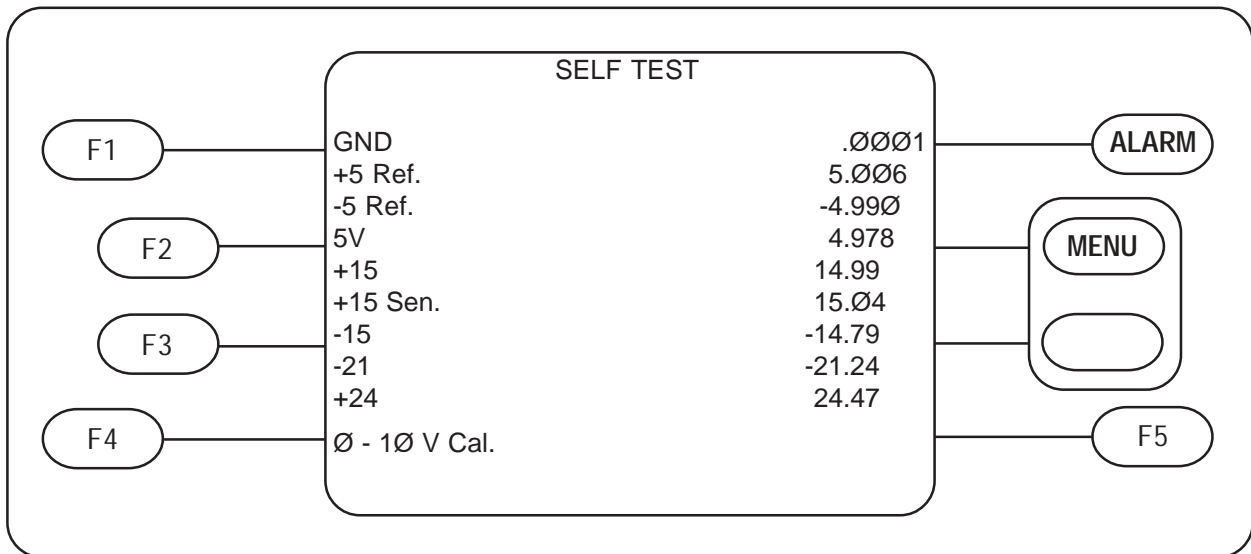 SELF TEST
F1 GND .ØØØ1 ALARM
+5 Ref. 5.ØØ6
-5 Ref. -4.99Ø
F2 5V 4.978 MENU
+15 14.99
+15 Sen. 15.Ø4
F3 -15 -14.79
-21 -21.24
+24 24.47
F4 Ø - 1Ø V Cal. F5